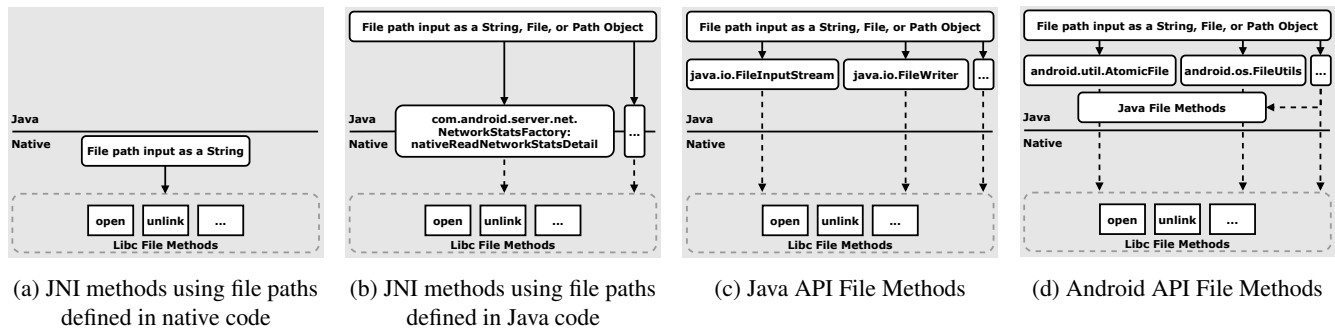 Java
Native
File path input as a String
open unlink ...
Libc File Methods
(a) JNI methods using file paths
defined in native code
File path input as a String, File, or Path Object
com.android.server.net.
NetworkStatsFactory:
nativeReadNetworkStatsDetail
...
Java
Native
open unlink ...
Libc File Methods
(b) JNI methods using file paths
defined in Java code
File path input as a String, File, or Path Object
java.io.FileInputStream java.io.FileWriter ...
Java
Native
open unlink ...
Libc File Methods
(c) Java API File Methods
File path input as a String, File, or Path Object
android.util.AtomicFile android.os.FileUtils ...
Java File Methods
Java
Native
open unlink ...
Libc File Methods
(d) Android API File Methods